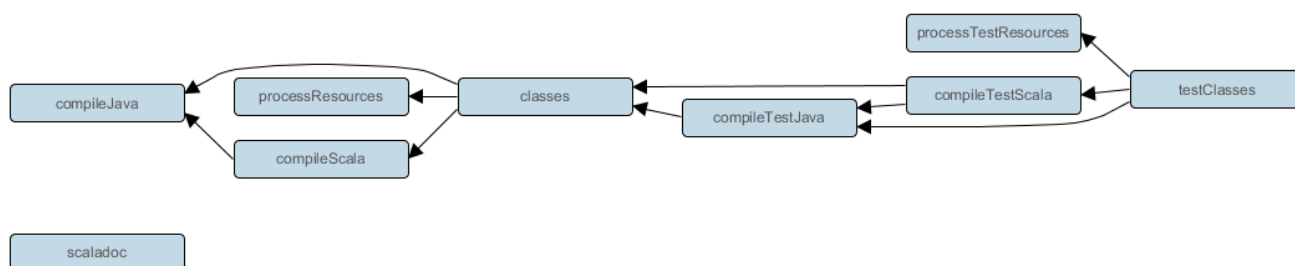 processTestResources
compileJava
processResources
classes
compileTestScala
testClasses
compileTestJava
compileScala
scaladoc